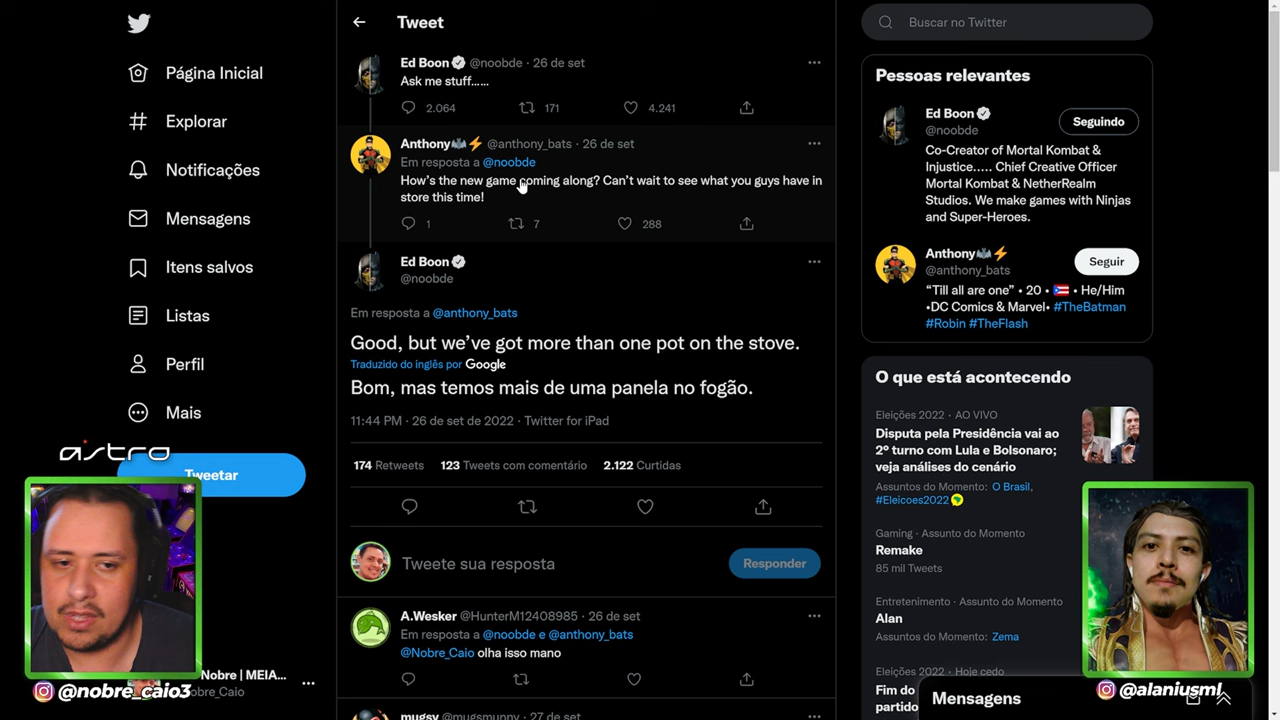 Página Inicial
Explorar
Notificações
Mensagens
Itens salvos
Listas
Perfil
Mais
astro
Tweetar
Nobre | MEIA...
@nobre_caio3
Tweet
Ed Boon @noobde · 26 de set
Ask me stuff......
2.064 171 4.241
Anthony @anthony_bats · 26 de set
Em resposta a @noobde
How's the new game coming along? Can't wait to see what you guys have in
store this time!
1 7 288
Ed Boon
@noobde
Em resposta a @anthony_bats
Good, but we've got more than one pot on the stove.
Traduzido do inglês por Google
Bom, mas temos mais de uma panela no fogão.
11:44 PM · 26 de set de 2022 · Twitter for iPad
174 Retweets 123 Tweets com comentário 2.122 Curtidas
Tweete sua resposta
Responder
A.Wesker @HunterM12408985 · 26 de set
Em resposta a @noobde e @anthony_bats
@Nobre_Caio olha isso mano
mugsy @mugsmunny · 27 de set
Buscar no Twitter
Pessoas relevantes
Ed Boon
@noobde
Seguindo
Co-Creator of Mortal Kombat &
Injustice..... Chief Creative Officer
Mortal Kombat & NetherRealm
Studios. We make games with Ninjas
and Super-Heroes.
Anthony
@anthony_bats
Seguir
“Till all are one” • 20 • 🇵🇷 • He/Him
•DC Comics & Marvel• #TheBatman
#Robin #TheFlash
O que está acontecendo
Eleições 2022 · AO VIVO
Disputa pela Presidência vai ao
2º turno com Lula e Bolsonaro;
veja análises do cenário
Assuntos do Momento: O Brasil,
#Eleicoes2022
Gaming · Assunto do Momento
Remake
85 mil Tweets
Entretenimento · Assunto do Momento
Alan
Assuntos do Momento: Zema
Eleições 2022 · Hoje cedo
Fim do
partido
Mensagens
@alaniusml